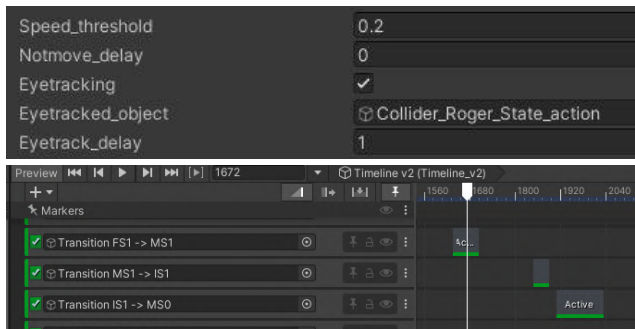 Speed_threshold 0.2
Notmove_delay 0
Eyetracking
Eyetracked_object Collider_Roger_State_action
Eyetrack_delay 1
Preview 1672 Timeline v2 (Timeline_v2)
1560 1680 1800 1920 2040
Markers
Transition FS1 -> MS1 Ac...
Transition MS1 -> IS1
Transition IS1 -> MS0 Active